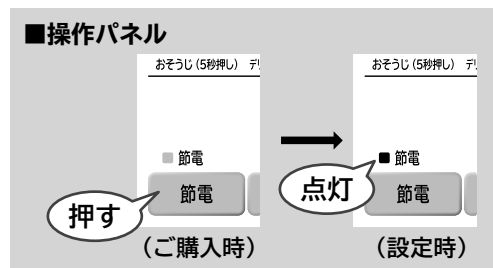 ■操作パネル
おそうじ（5秒押し）
おそうじ（5秒押し）
節電
節電
節電
節電
押す
点灯
（ご購入時）
（設定時）